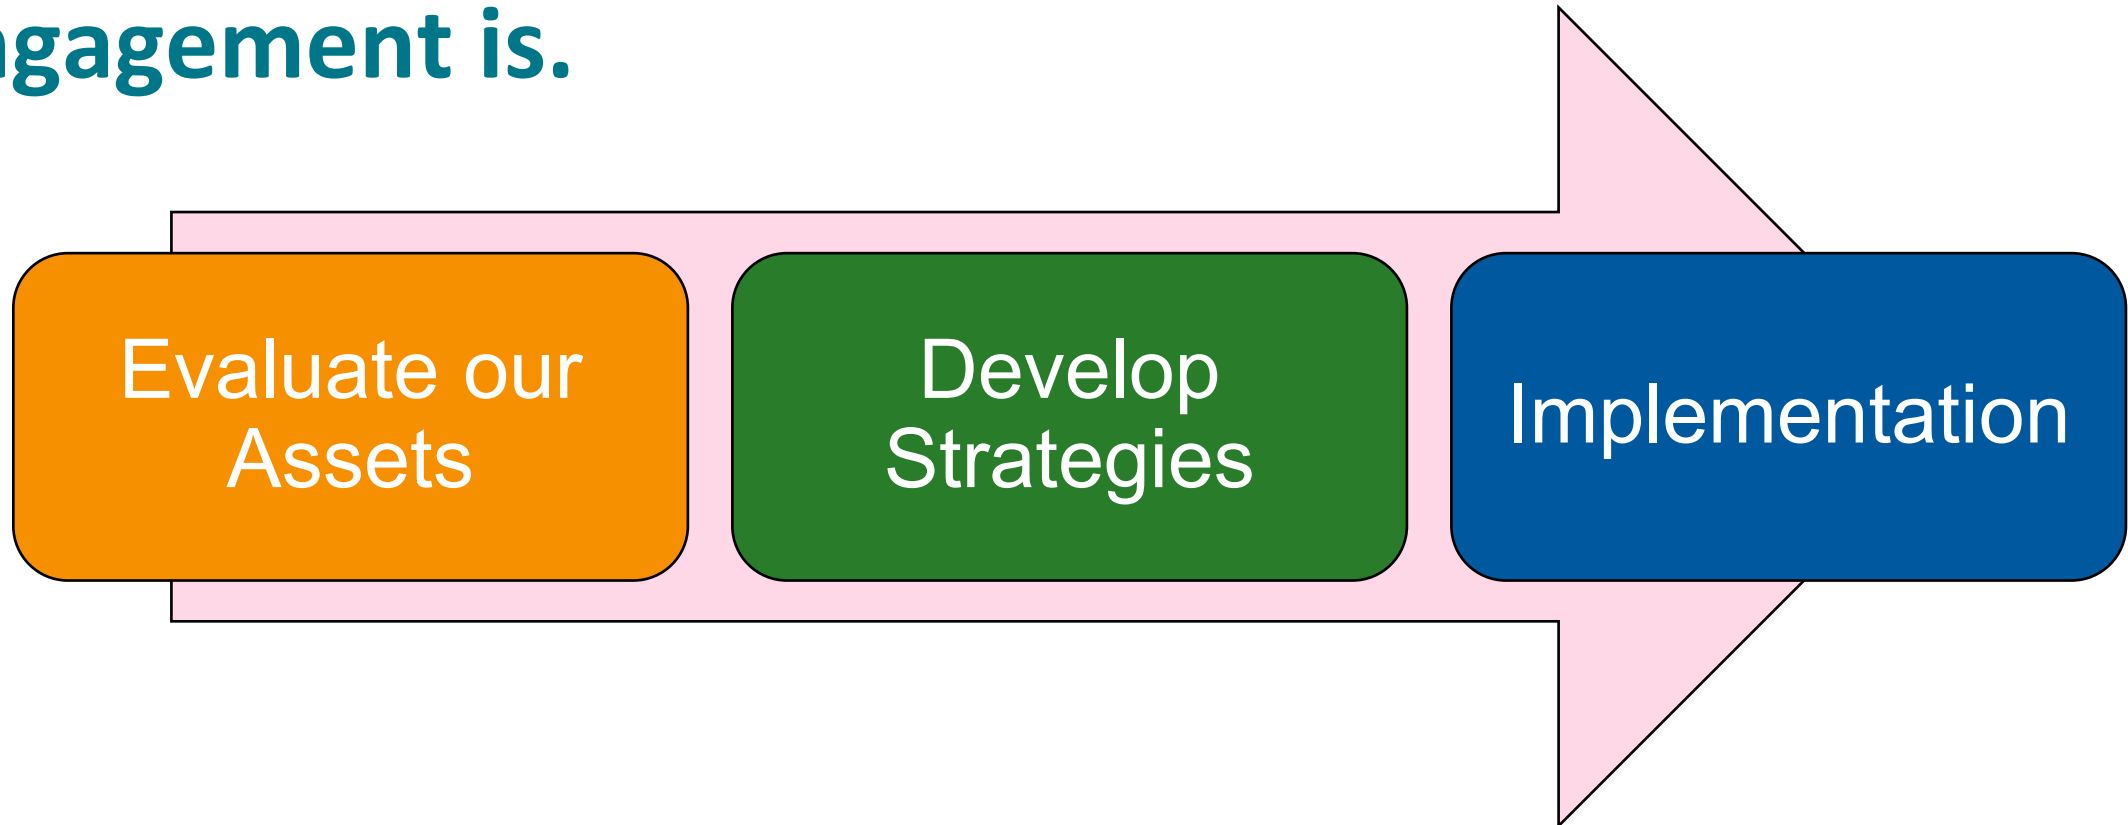 ngagement is.
Evaluate our
Assets
Develop
Strategies
Implementation